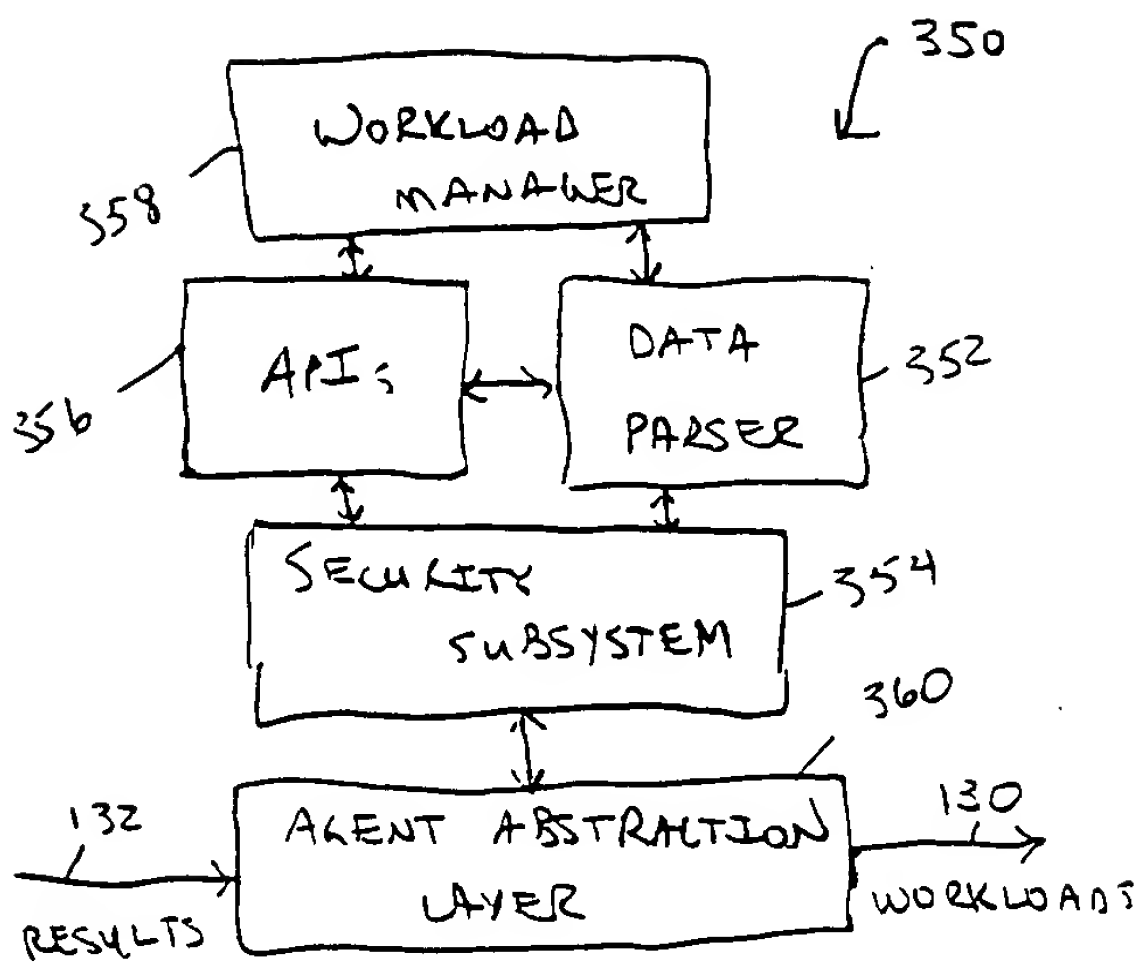 350
WORKLOAD
MANAGER
358
APIs
DATA
PARSER
352
356
SECURITY
SUBSYSTEM
354
360
132
AGENT ABSTRACTION
LAYER
130
RESULTS
WORKLOADS